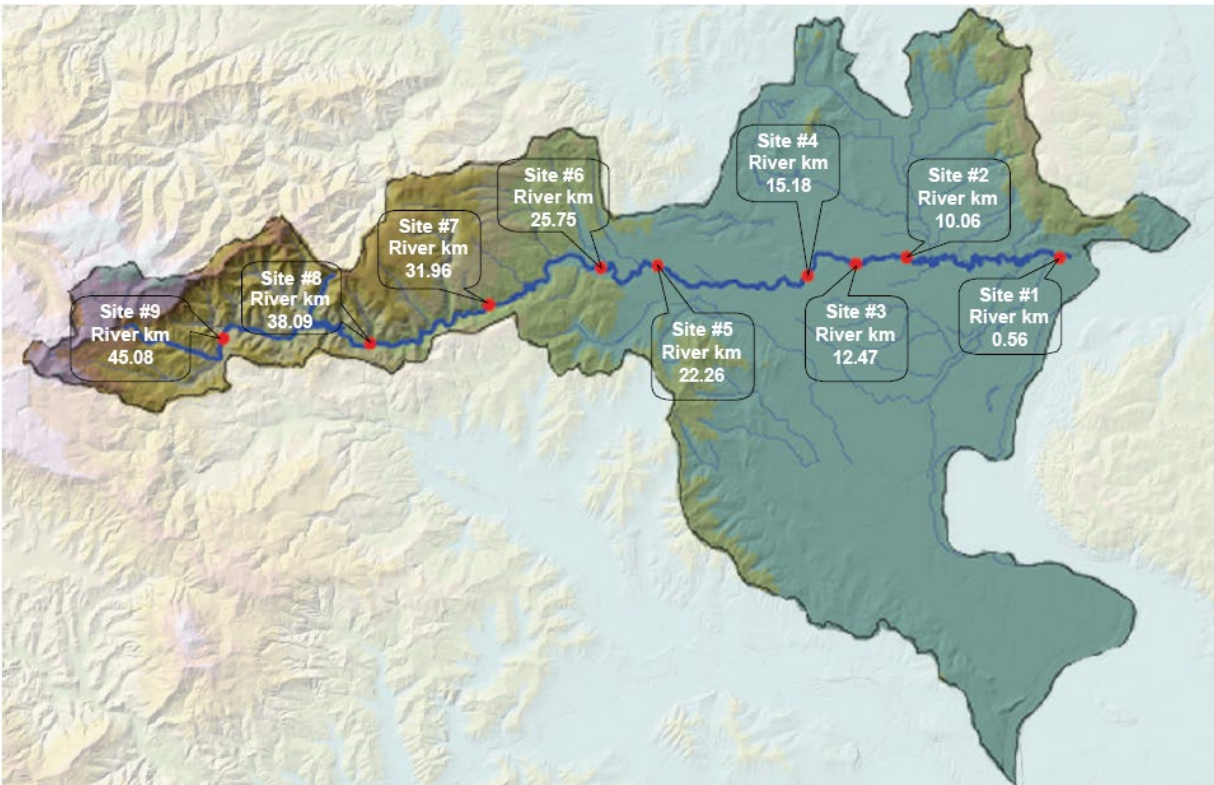 Site #4
River km
15.18
Site #6
River km
25.75
Site #2
River km
10.06
Site #7
River km
31.96
Site #8
River km
38.09
Site #9
River km
45.08
Site #1
River km
0.56
Site #3
River km
12.47
Site #5
River km
22.26